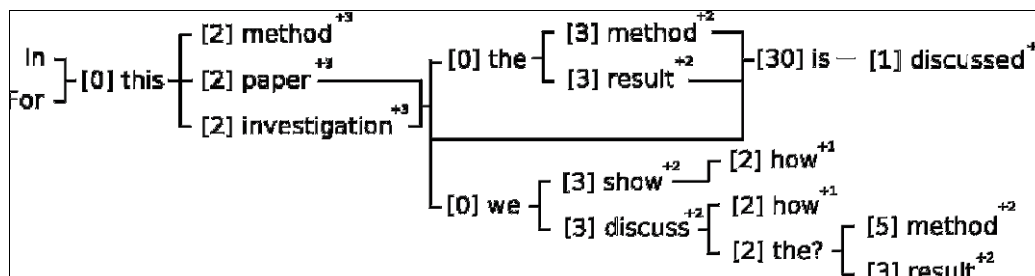 In
For
[0] this
[2] method+3
[2] paper+3
[2] investigation+3
[0] the
[3] method+2
[3] result+2
[30] is
[1] discussed+
[0] we
[3] show+2
[2] how+1
[3] discuss+2
[2] how+1
[2] the?
[5] method+2
[3] result+2